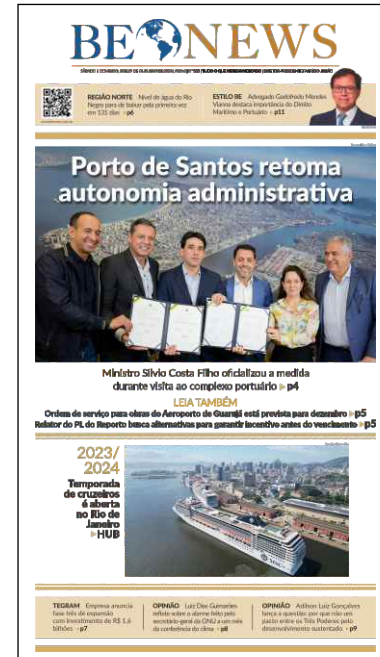 BE NEWS
REGIÃO NORTE Nível de água do Rio
Negro para de baixar pela primeira vez
em 131 dias ▸p6
ESTILO BE Advogado Godofredo Mendes
Vianna destaca importância do Direito
Marítimo e Portuário ▸p11
Porto de Santos retoma
autonomia administrativa
Ministro Silvio Costa Filho oficializou a medida
durante visita ao complexo portuário ▸p4
LEIA TAMBÉM
Ordem de serviço para obras do Aeroporto de Guarujá está prevista para dezembro ▸p5
Relator do PL do Reporto busca alternativas para garantir incentivo antes do vencimento ▸p5
2023/
2024
Temporada
de cruzeiros
é aberta
no Rio de
Janeiro
▸HUB
TEGRAM Empresa anuncia
fase três de expansão
com investimento de R$ 1,6
bilhões ▸p7
OPINIÃO Luiz Dias Guimarães
reflete sobre o alarme feito pelo
secretário-geral da ONU a um mês
da conferência do clima ▸p8
OPINIÃO Adilson Luiz Gonçalves
lança a questão: por que não um
pacto entre os Três Poderes pelo
desenvolvimento sustentado ▸p9